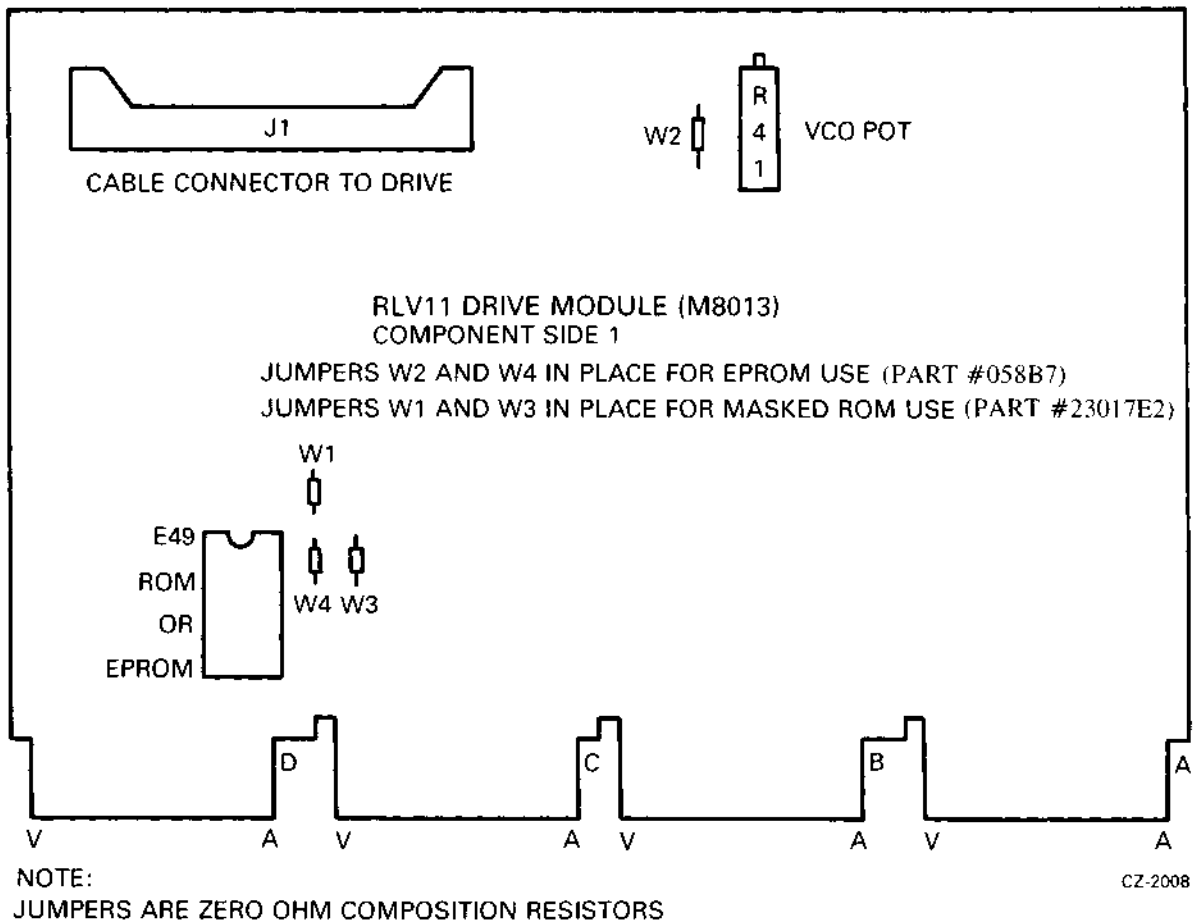 J1
CABLE CONNECTOR TO DRIVE
W2
R
4
1
VCO POT
RLV11 DRIVE MODULE (M8013)
COMPONENT SIDE 1
JUMPERS W2 AND W4 IN PLACE FOR EPROM USE (PART #058B7)
JUMPERS W1 AND W3 IN PLACE FOR MASKED ROM USE (PART #23017E2)
W1
E49
ROM
OR
EPROM
W4 W3
D
C
B
A
V A V A V A V A
NOTE:
JUMPERS ARE ZERO OHM COMPOSITION RESISTORS
CZ-2008